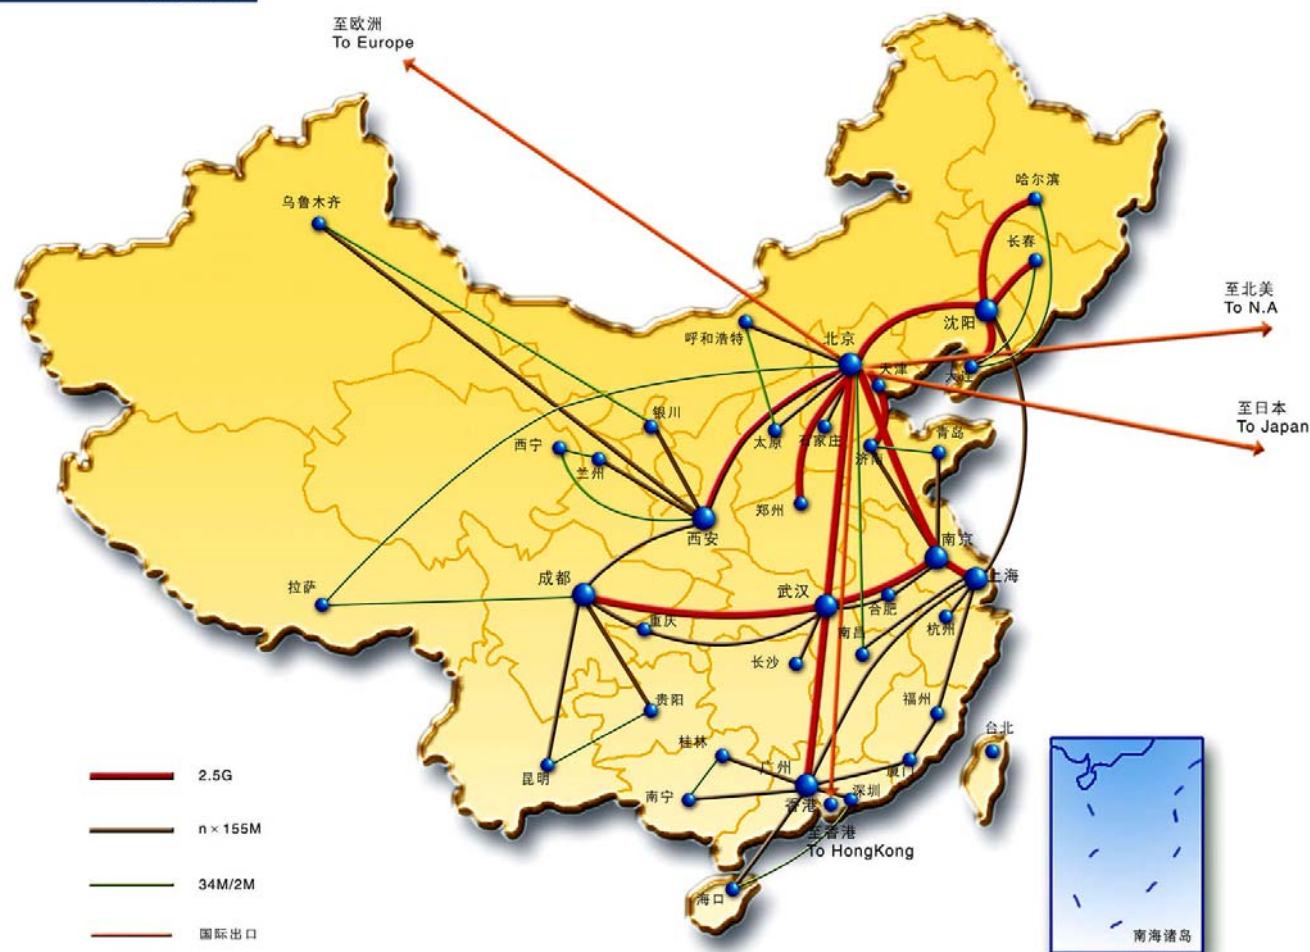 至欧洲
To Europe
哈尔滨
乌鲁木齐
长春
至北美
To N.A
沈阳
呼和浩特
北京
天津
大连
至日本
To Japan
银川
西宁
兰州
太原
石家庄
济南
青岛
郑州
西安
南京
成都
武汉
上海
拉萨
合肥
重庆
南昌
杭州
长沙
贵阳
福州
台北
桂林
广州
厦门
昆明
南宁
香港
深圳
至香港
To HongKong
海口
2.5G
n×155M
34M/2M
国际出口
南海诸岛